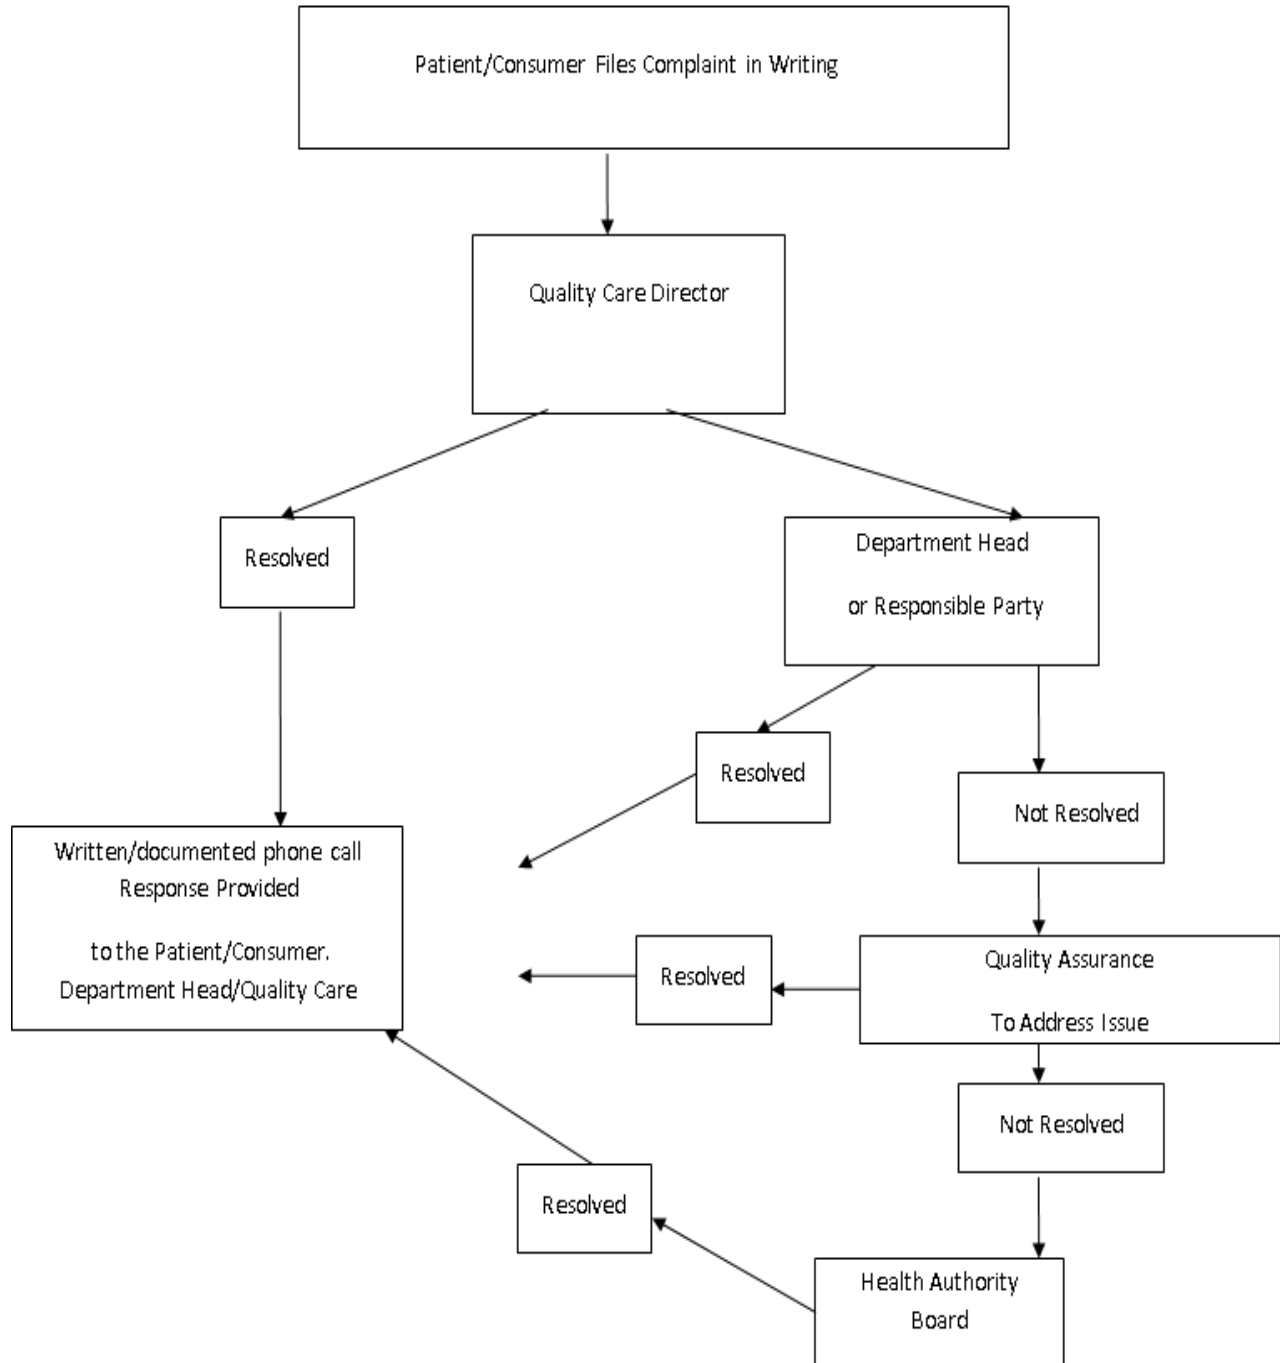 Patient/Consumer Files Complaint in Writing
Quality Care Director
Resolved
Department Head
or Responsible Party
Resolved
Not Resolved
Written/documented phone call
Response Provided
to the Patient/Consumer.
Department Head/Quality Care
Resolved
Quality Assurance
To Address Issue
Not Resolved
Resolved
Health Authority
Board